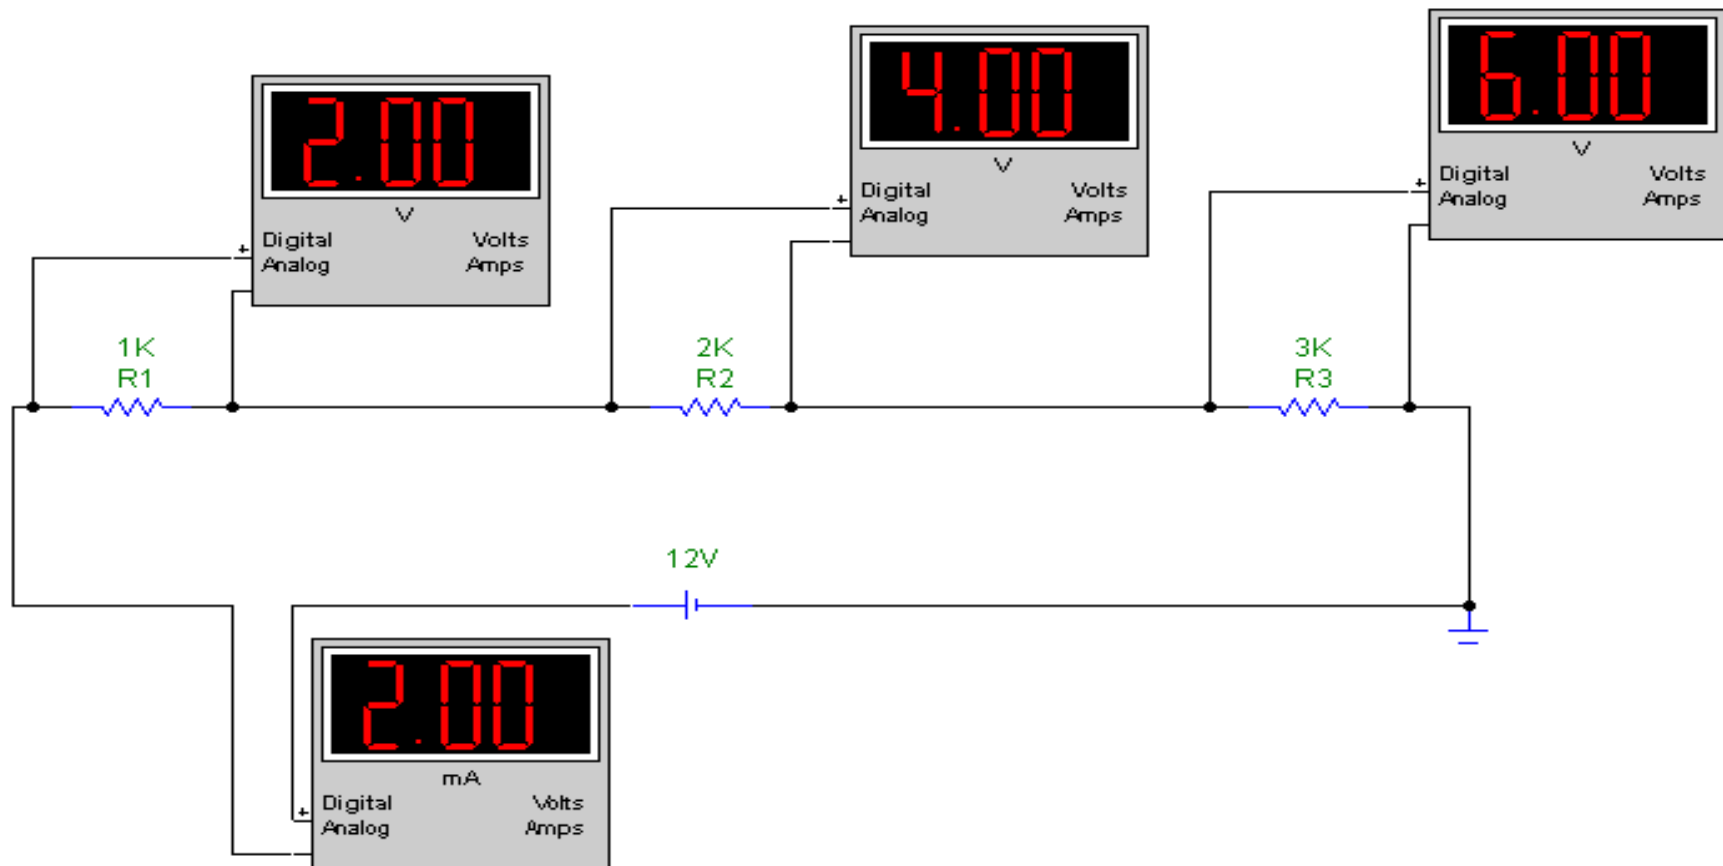 6.00
V
Digital Volts
Analog Amps
4.00
V
Digital Volts
Analog Amps
2.00
V
+ Digital Volts
Analog Amps
+
+
1K
R1
2K
R2
3K
R3
12V
2.00
mA
+ Digital Volts
Analog Amps